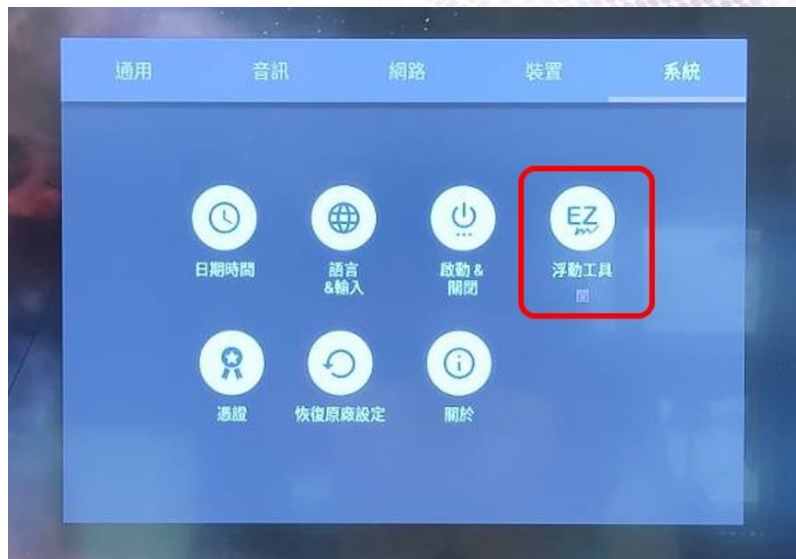 通用 音訊 網路 裝置 系統
EZ
日期時間 語言 啟動 & 浮動工具
&輸入 關閉 開
憑證 恢復原廠設定 關於